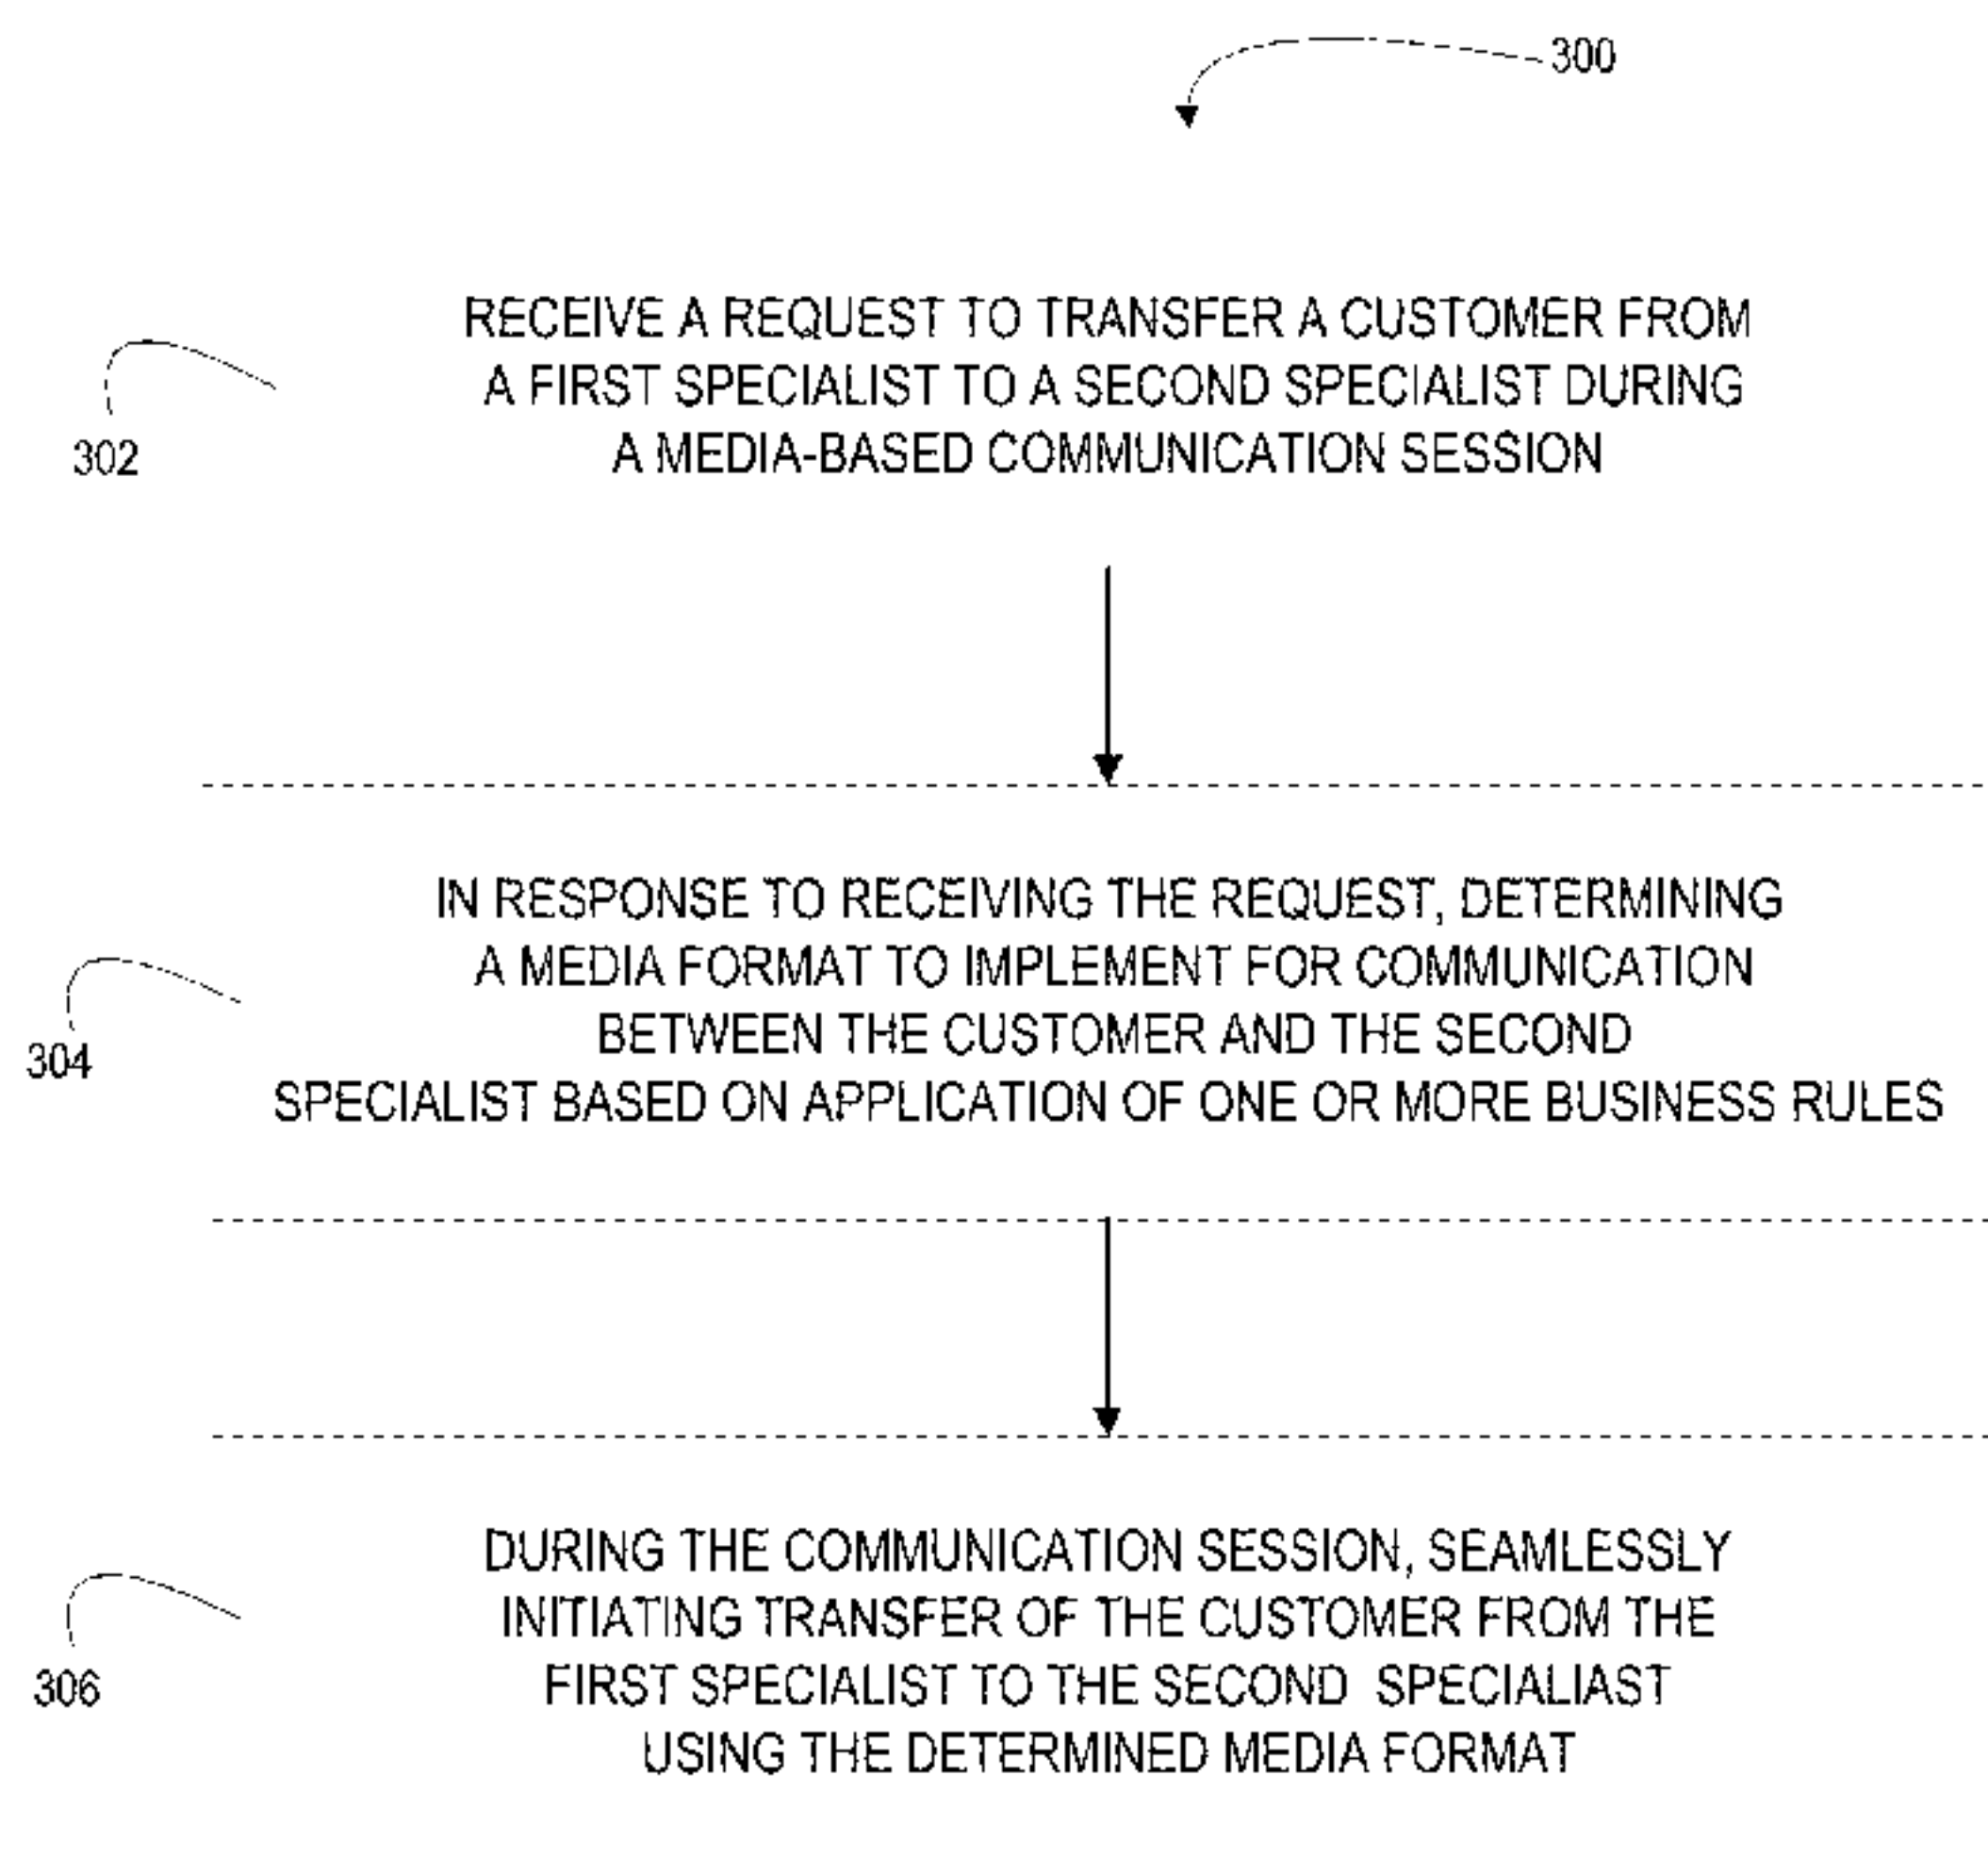 300
RECEIVE A REQUEST TO TRANSFER A CUSTOMER FROM
A FIRST SPECIALIST TO A SECOND SPECIALIST DURING
A MEDIA-BASED COMMUNICATION SESSION
302
IN RESPONSE TO RECEIVING THE REQUEST, DETERMINING
A MEDIA FORMAT TO IMPLEMENT FOR COMMUNICATION
BETWEEN THE CUSTOMER AND THE SECOND
SPECIALIST BASED ON APPLICATION OF ONE OR MORE BUSINESS RULES
304
DURING THE COMMUNICATION SESSION, SEAMLESSLY
INITIATING TRANSFER OF THE CUSTOMER FROM THE
FIRST SPECIALIST TO THE SECOND SPECIALIAST
USING THE DETERMINED MEDIA FORMAT
306